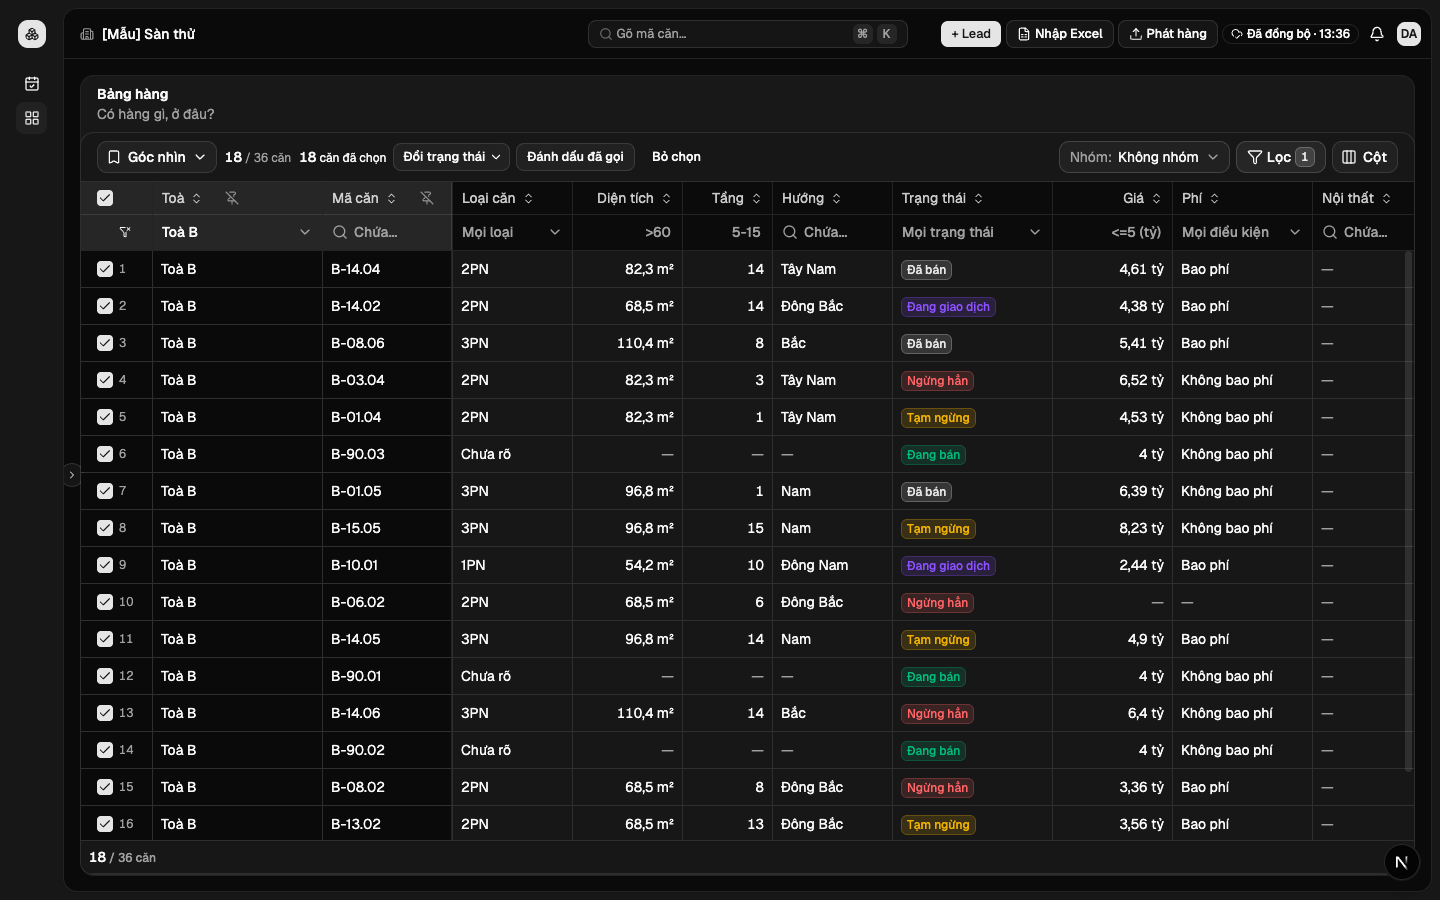 [Mẫu] Sàn thử
Gõ mã căn...
⌘ K
+ Lead
Nhập Excel
Phát hàng
Đã đồng bộ · 13:36
DA
Bảng hàng
Có hàng gì, ở đâu?
Góc nhìn
18 / 36 căn
18 căn đã chọn
Đổi trạng thái
Đánh dấu đã gọi
Bỏ chọn
Nhóm: Không nhóm
Lọc 1
Cột
Toà Mã căn Loại căn Diện tích Tầng Hướng Trạng thái Giá Phí Nội thất
Toà B Chứa... Mọi loại >60 5-15 Chứa... Mọi trạng thái <=5 (tỷ) Mọi điều kiện Chứa...
1 Toà B B-14.04 2PN 82,3 m² 14 Tây Nam Đã bán 4,61 tỷ Bao phí —
2 Toà B B-14.02 2PN 68,5 m² 14 Đông Bắc Đang giao dịch 4,38 tỷ Bao phí —
3 Toà B B-08.06 3PN 110,4 m² 8 Bắc Đã bán 5,41 tỷ Bao phí —
4 Toà B B-03.04 2PN 82,3 m² 3 Tây Nam Ngừng hẳn 6,52 tỷ Không bao phí —
5 Toà B B-01.04 2PN 82,3 m² 1 Tây Nam Tạm ngừng 4,53 tỷ Không bao phí —
6 Toà B B-90.03 Chưa rõ — — — Đang bán 4 tỷ Không bao phí —
7 Toà B B-01.05 3PN 96,8 m² 1 Nam Đã bán 6,39 tỷ Không bao phí —
8 Toà B B-15.05 3PN 96,8 m² 15 Nam Tạm ngừng 8,23 tỷ Không bao phí —
9 Toà B B-10.01 1PN 54,2 m² 10 Đông Nam Đang giao dịch 2,44 tỷ Bao phí —
10 Toà B B-06.02 2PN 68,5 m² 6 Đông Bắc Ngừng hẳn — — —
11 Toà B B-14.05 3PN 96,8 m² 14 Nam Tạm ngừng 4,9 tỷ Bao phí —
12 Toà B B-90.01 Chưa rõ — — — Đang bán 4 tỷ Không bao phí —
13 Toà B B-14.06 3PN 110,4 m² 14 Bắc Ngừng hẳn 6,4 tỷ Không bao phí —
14 Toà B B-90.02 Chưa rõ — — — Đang bán 4 tỷ Không bao phí —
15 Toà B B-08.02 2PN 68,5 m² 8 Đông Bắc Ngừng hẳn 3,36 tỷ Bao phí —
16 Toà B B-13.02 2PN 68,5 m² 13 Đông Bắc Tạm ngừng 3,56 tỷ Bao phí —
18 / 36 căn
N